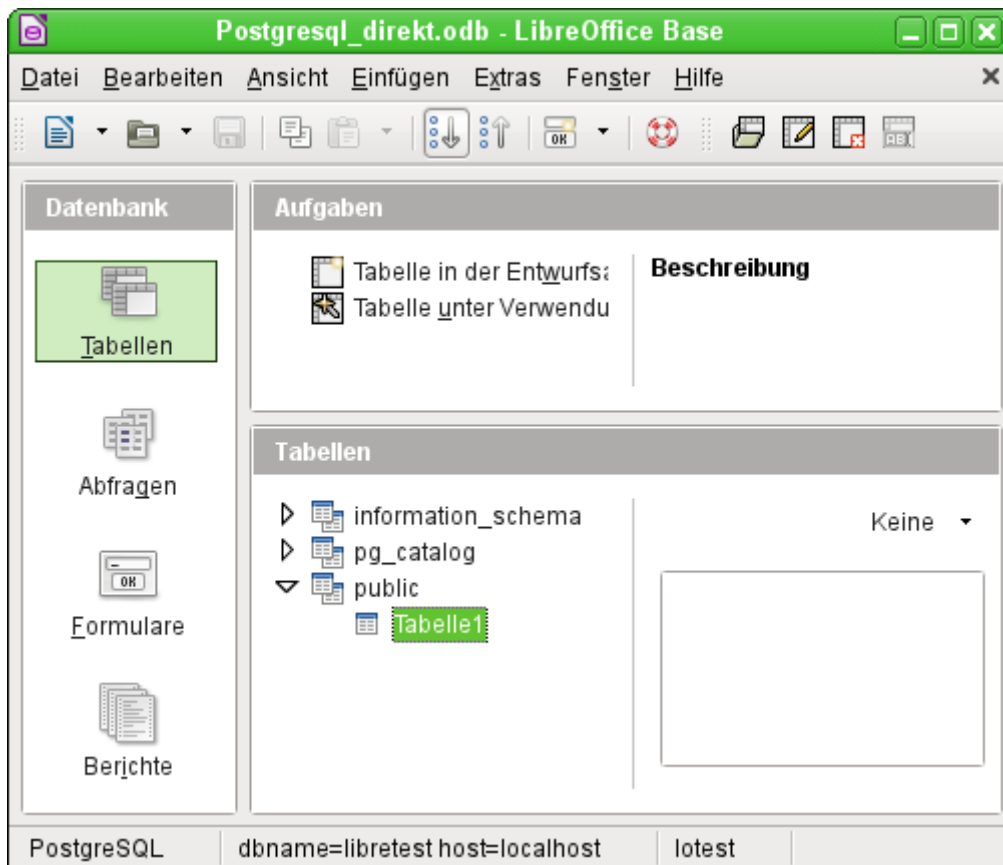 Postgresql_direkt.odb - LibreOffice Base
Datei Bearbeiten Ansicht Einfügen Extras Fenster Hilfe
Datenbank
Tabellen
Abfragen
Formulare
Berichte
Aufgaben
Tabelle in der Entwurfsa
Tabelle unter Verwendu
Beschreibung
Tabellen
information_schema
pg_catalog
public
Tabelle1
Keine
PostgreSQL dbname=libretest host=localhost lotest